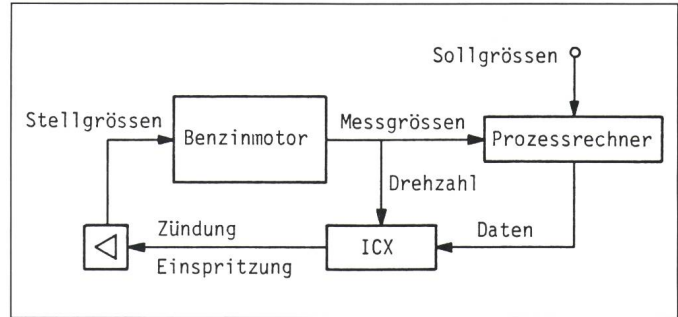 Sollgrössen
Stellgrössen
Benzinmotor
Messgrössen
Prozessrechner
Drehzahl
Zündung
ICX
Daten
Einspritzung